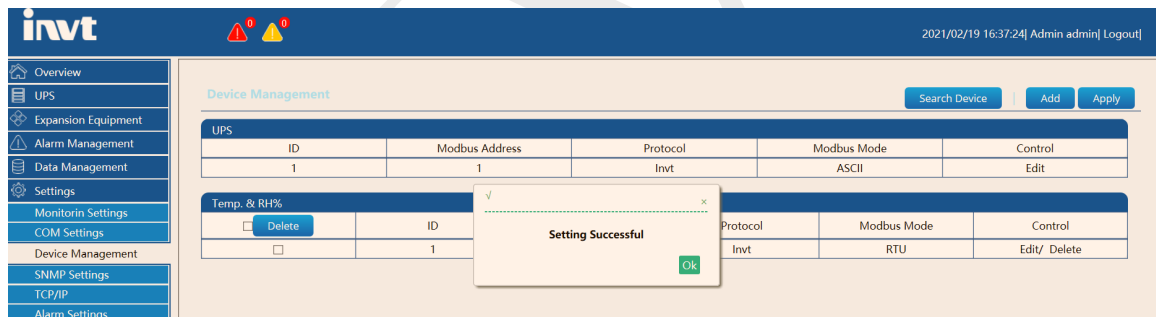 invt
0 0
2021/02/19 16:37:24| Admin admin| Logout|
Overview
UPS
Expansion Equipment
Alarm Management
Data Management
Settings
Monitorin Settings
COM Settings
Device Management
SNMP Settings
TCP/IP
Alarm Settings
Device Management
Search Device | Add Apply
UPS
ID Modbus Address Protocol Modbus Mode Control
1 1 Invt ASCII Edit
Temp. & RH%
Delete ID Protocol Modbus Mode Control
1 Invt RTU Edit/ Delete
√ ×
Setting Successful
Ok